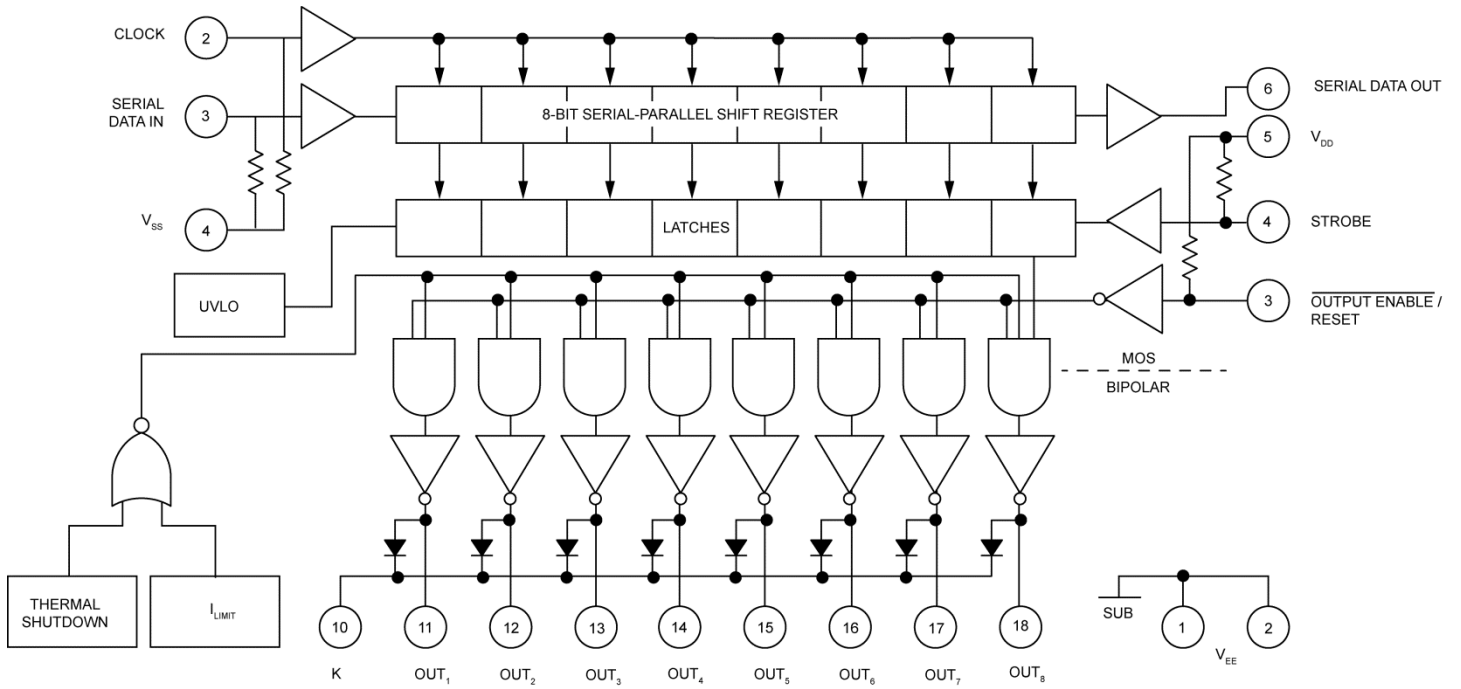 CLOCK
2
SERIAL
DATA IN
3
V_SS
4
8-BIT SERIAL-PARALLEL SHIFT REGISTER
6
SERIAL DATA OUT
5
V_DD
LATCHES
4
STROBE
UVLO
3
OUTPUT ENABLE /
RESET
MOS
BIPOLAR
THERMAL
SHUTDOWN
I_LIMIT
10
11
12
13
14
15
16
17
18
SUB
1
2
K
OUT_1
OUT_2
OUT_3
OUT_4
OUT_5
OUT_6
OUT_7
OUT_8
V_EE